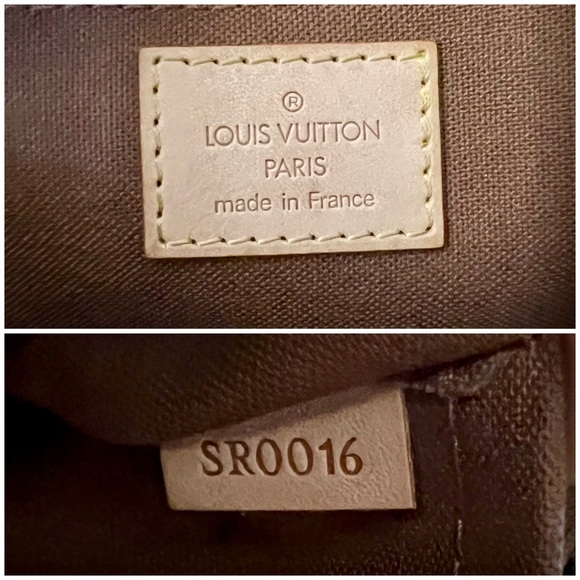 ®
LOUIS VUITTON
PARIS
made in France
SR0016